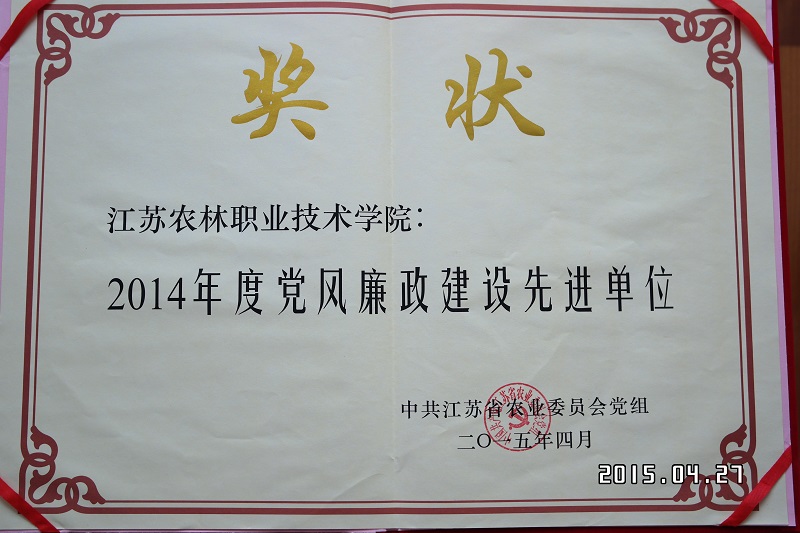 奖状
江苏农林职业技术学院：
2014年度党风廉政建设先进单位
中共江苏省农业委员会党组
二〇一五年四月
2015.04.27